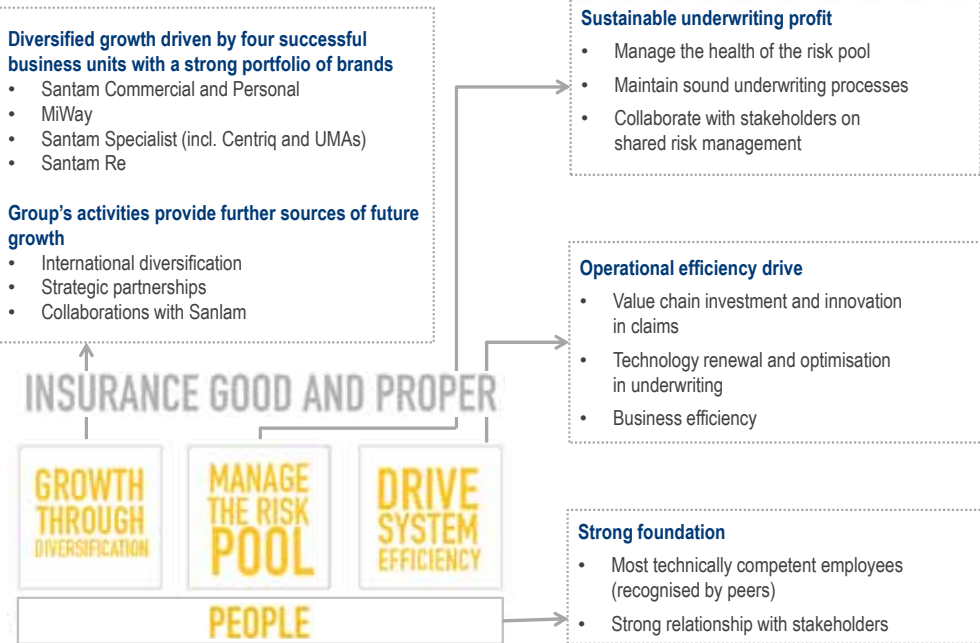 Diversified growth driven by four successful
business units with a strong portfolio of brands
• Santam Commercial and Personal
• MiWay
• Santam Specialist (incl. Centriq and UMAs)
• Santam Re
Group's activities provide further sources of future
growth
• International diversification
• Strategic partnerships
• Collaborations with Sanlam
Sustainable underwriting profit
• Manage the health of the risk pool
• Maintain sound underwriting processes
• Collaborate with stakeholders on
shared risk management
Operational efficiency drive
• Value chain investment and innovation
in claims
• Technology renewal and optimisation
in underwriting
• Business efficiency
INSURANCE GOOD AND PROPER
GROWTH
THROUGH
DIVERSIFICATION
MANAGE
THE RISK
POOL
DRIVE
SYSTEM
EFFICIENCY
PEOPLE
Strong foundation
• Most technically competent employees
(recognised by peers)
• Strong relationship with stakeholders